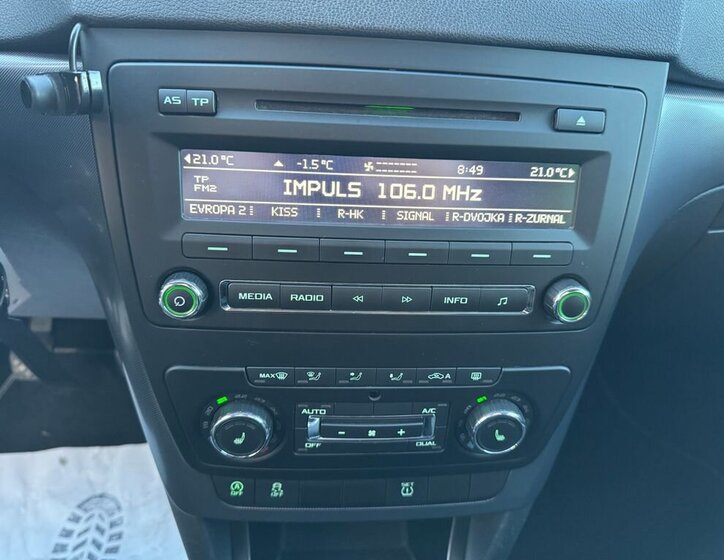 AS TP
21.0°C -1.5°C 8:49 21.0°C
TP
FM2
IMPULS 106.0 MHz
EVROPA 2 KISS R-HK SIGNAL R-DVOJKA R-ZURNAL
MEDIA RADIO INFO
MAX A
AUTO A/C
OFF DUAL
OFF OFF SET